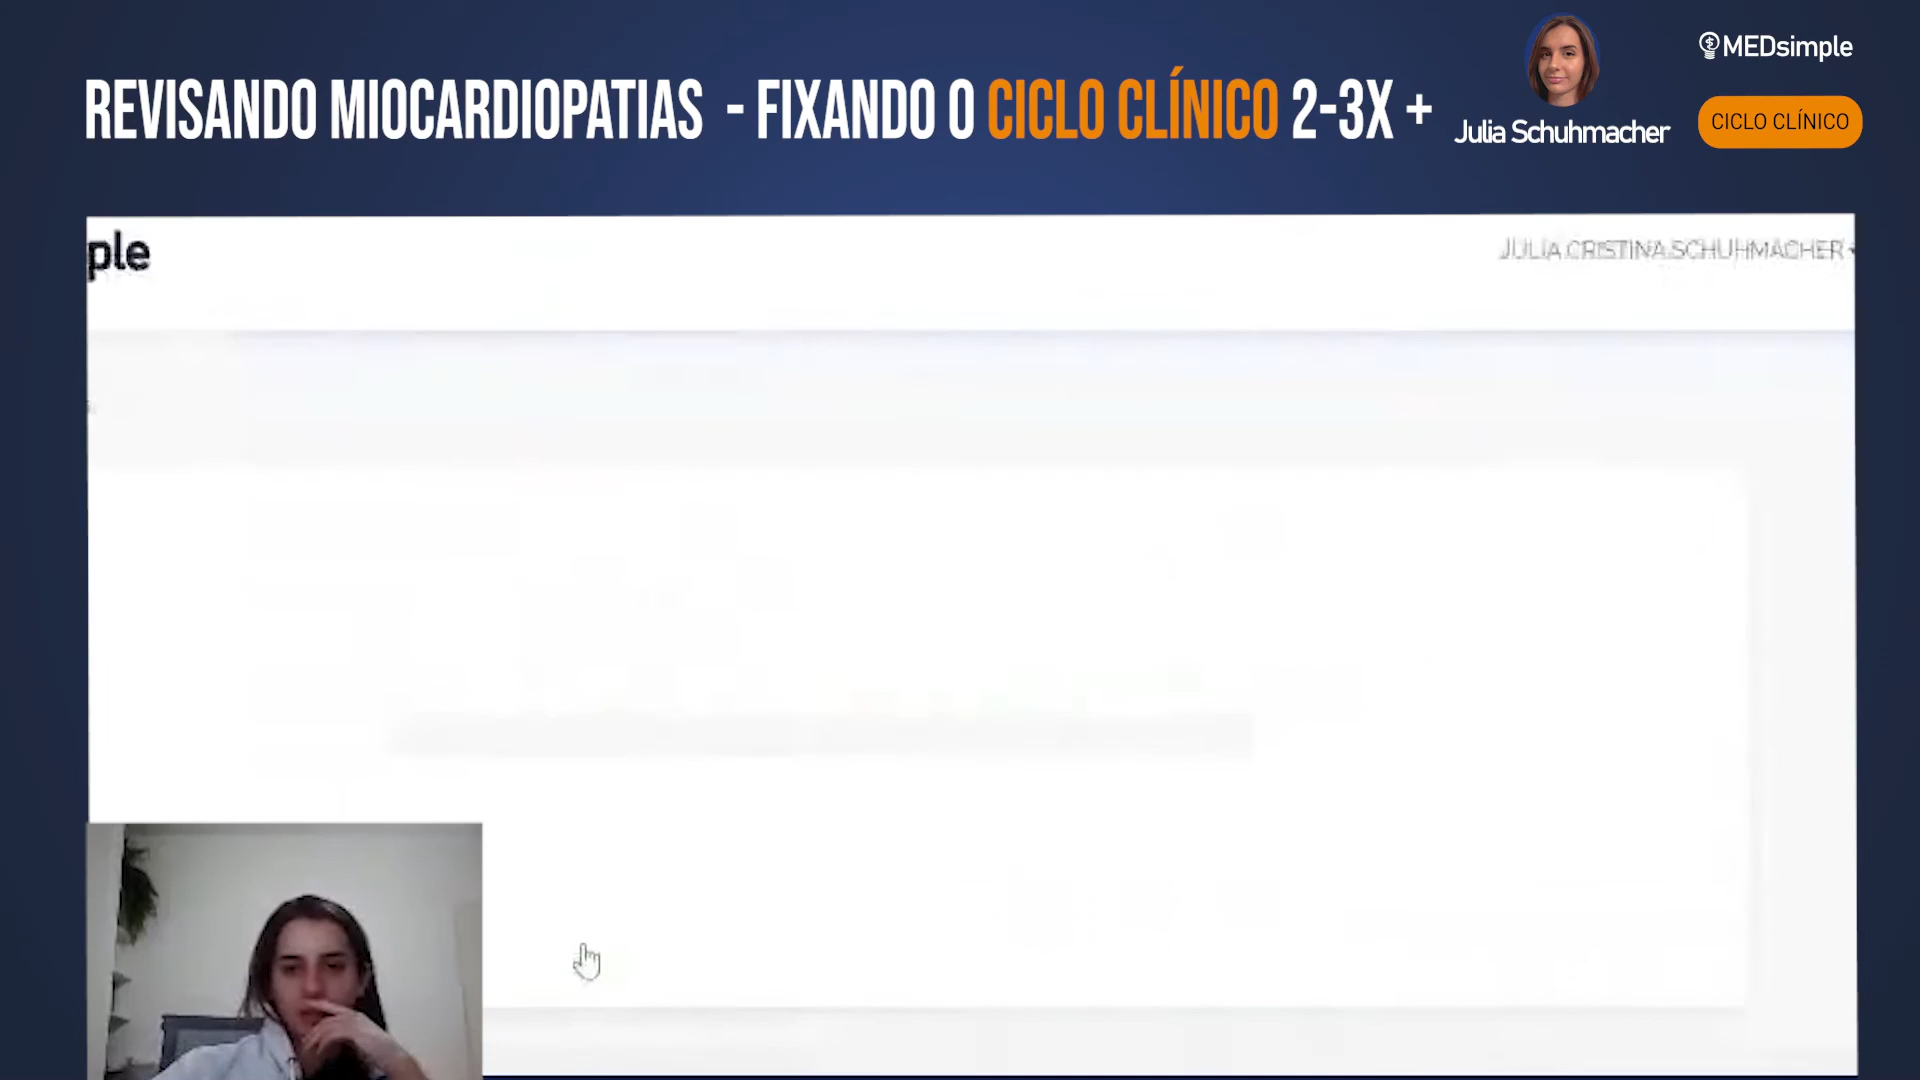 REVISANDO MIOCARDIOPATIAS - FIXANDO O CICLO CLÍNICO 2-3X +
Julia Schuhmacher
MEDsimple
CICLO CLÍNICO
ple
JULIA CRISTINA SCHUHMACHER